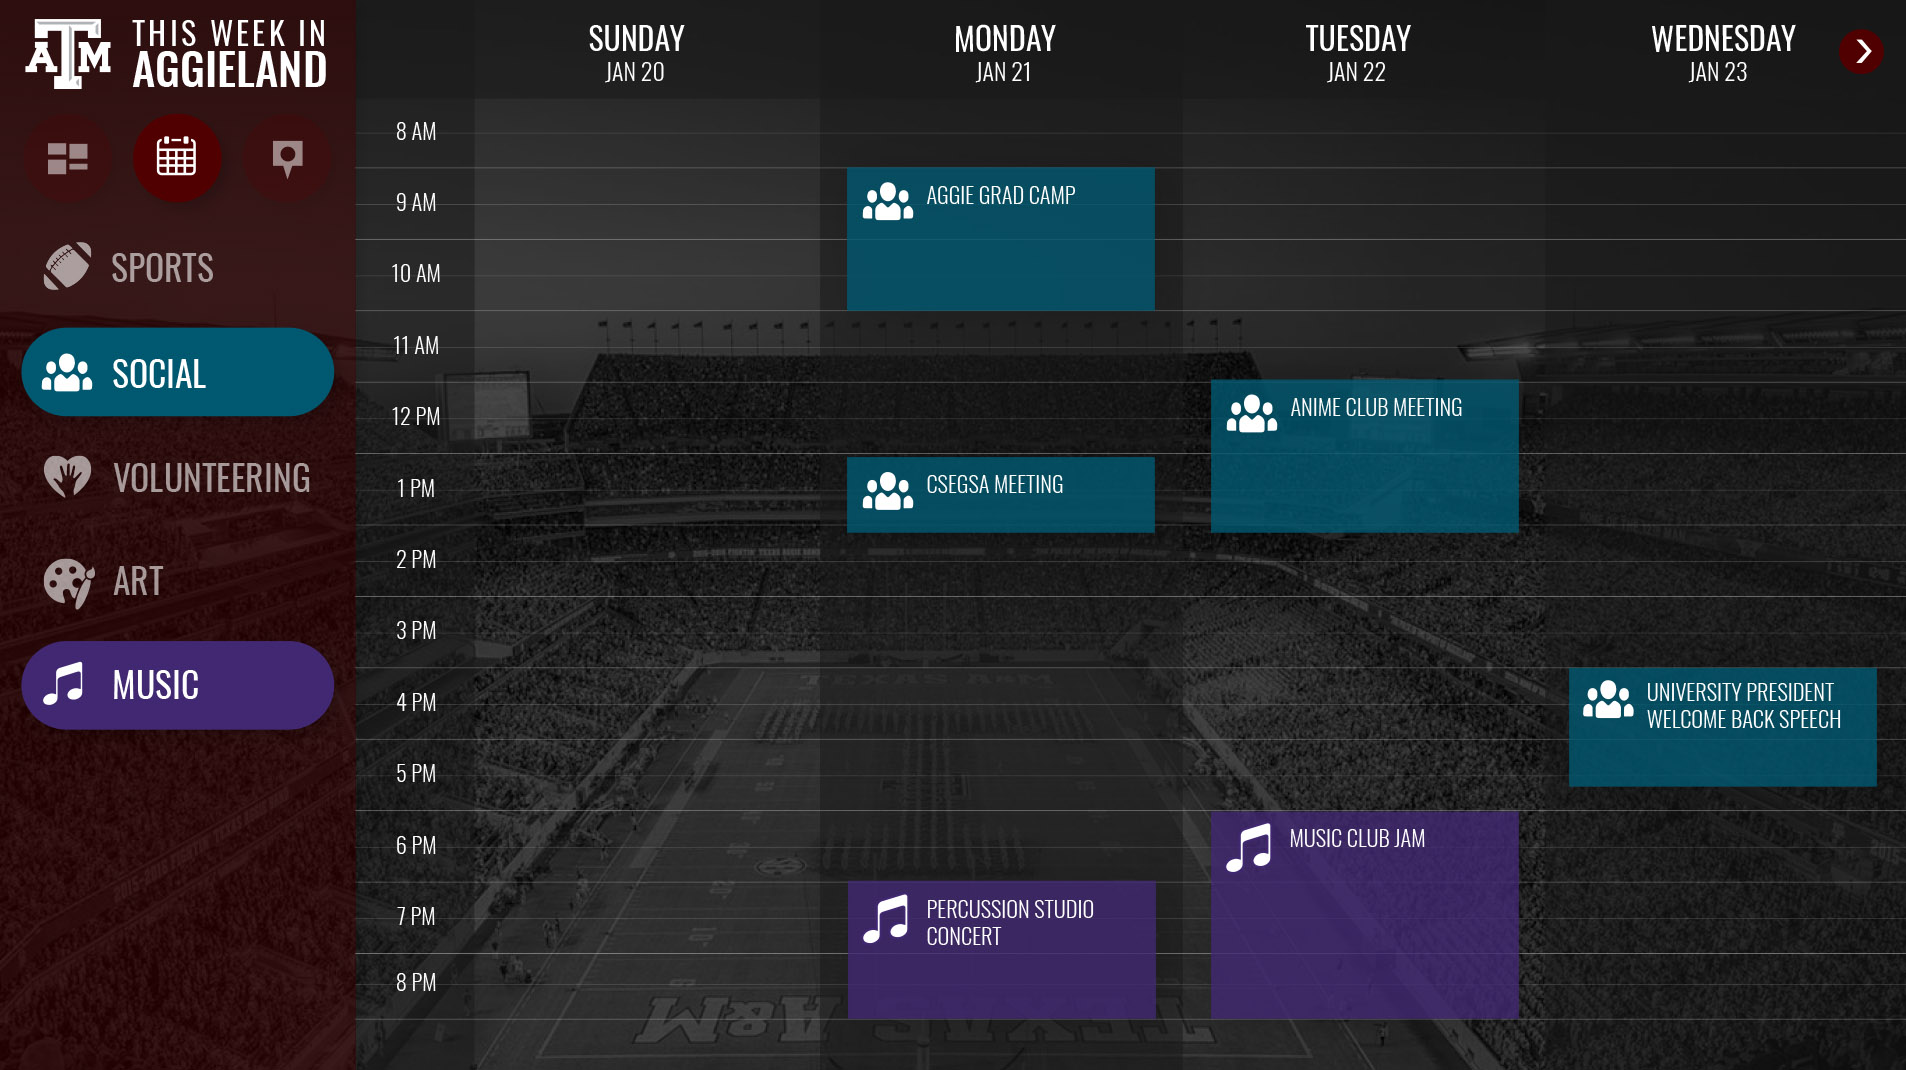 ATM
THIS WEEK IN
AGGIELAND
SPORTS
SOCIAL
VOLUNTEERING
ART
MUSIC
SUNDAY
JAN 20
MONDAY
JAN 21
TUESDAY
JAN 22
WEDNESDAY
JAN 23
8 AM
9 AM
10 AM
11 AM
12 PM
1 PM
2 PM
3 PM
4 PM
5 PM
6 PM
7 PM
8 PM
AGGIE GRAD CAMP
CSEGSA MEETING
PERCUSSION STUDIO
CONCERT
ANIME CLUB MEETING
MUSIC CLUB JAM
UNIVERSITY PRESIDENT
WELCOME BACK SPEECH
TEXAS A&M
TEXAS A&M